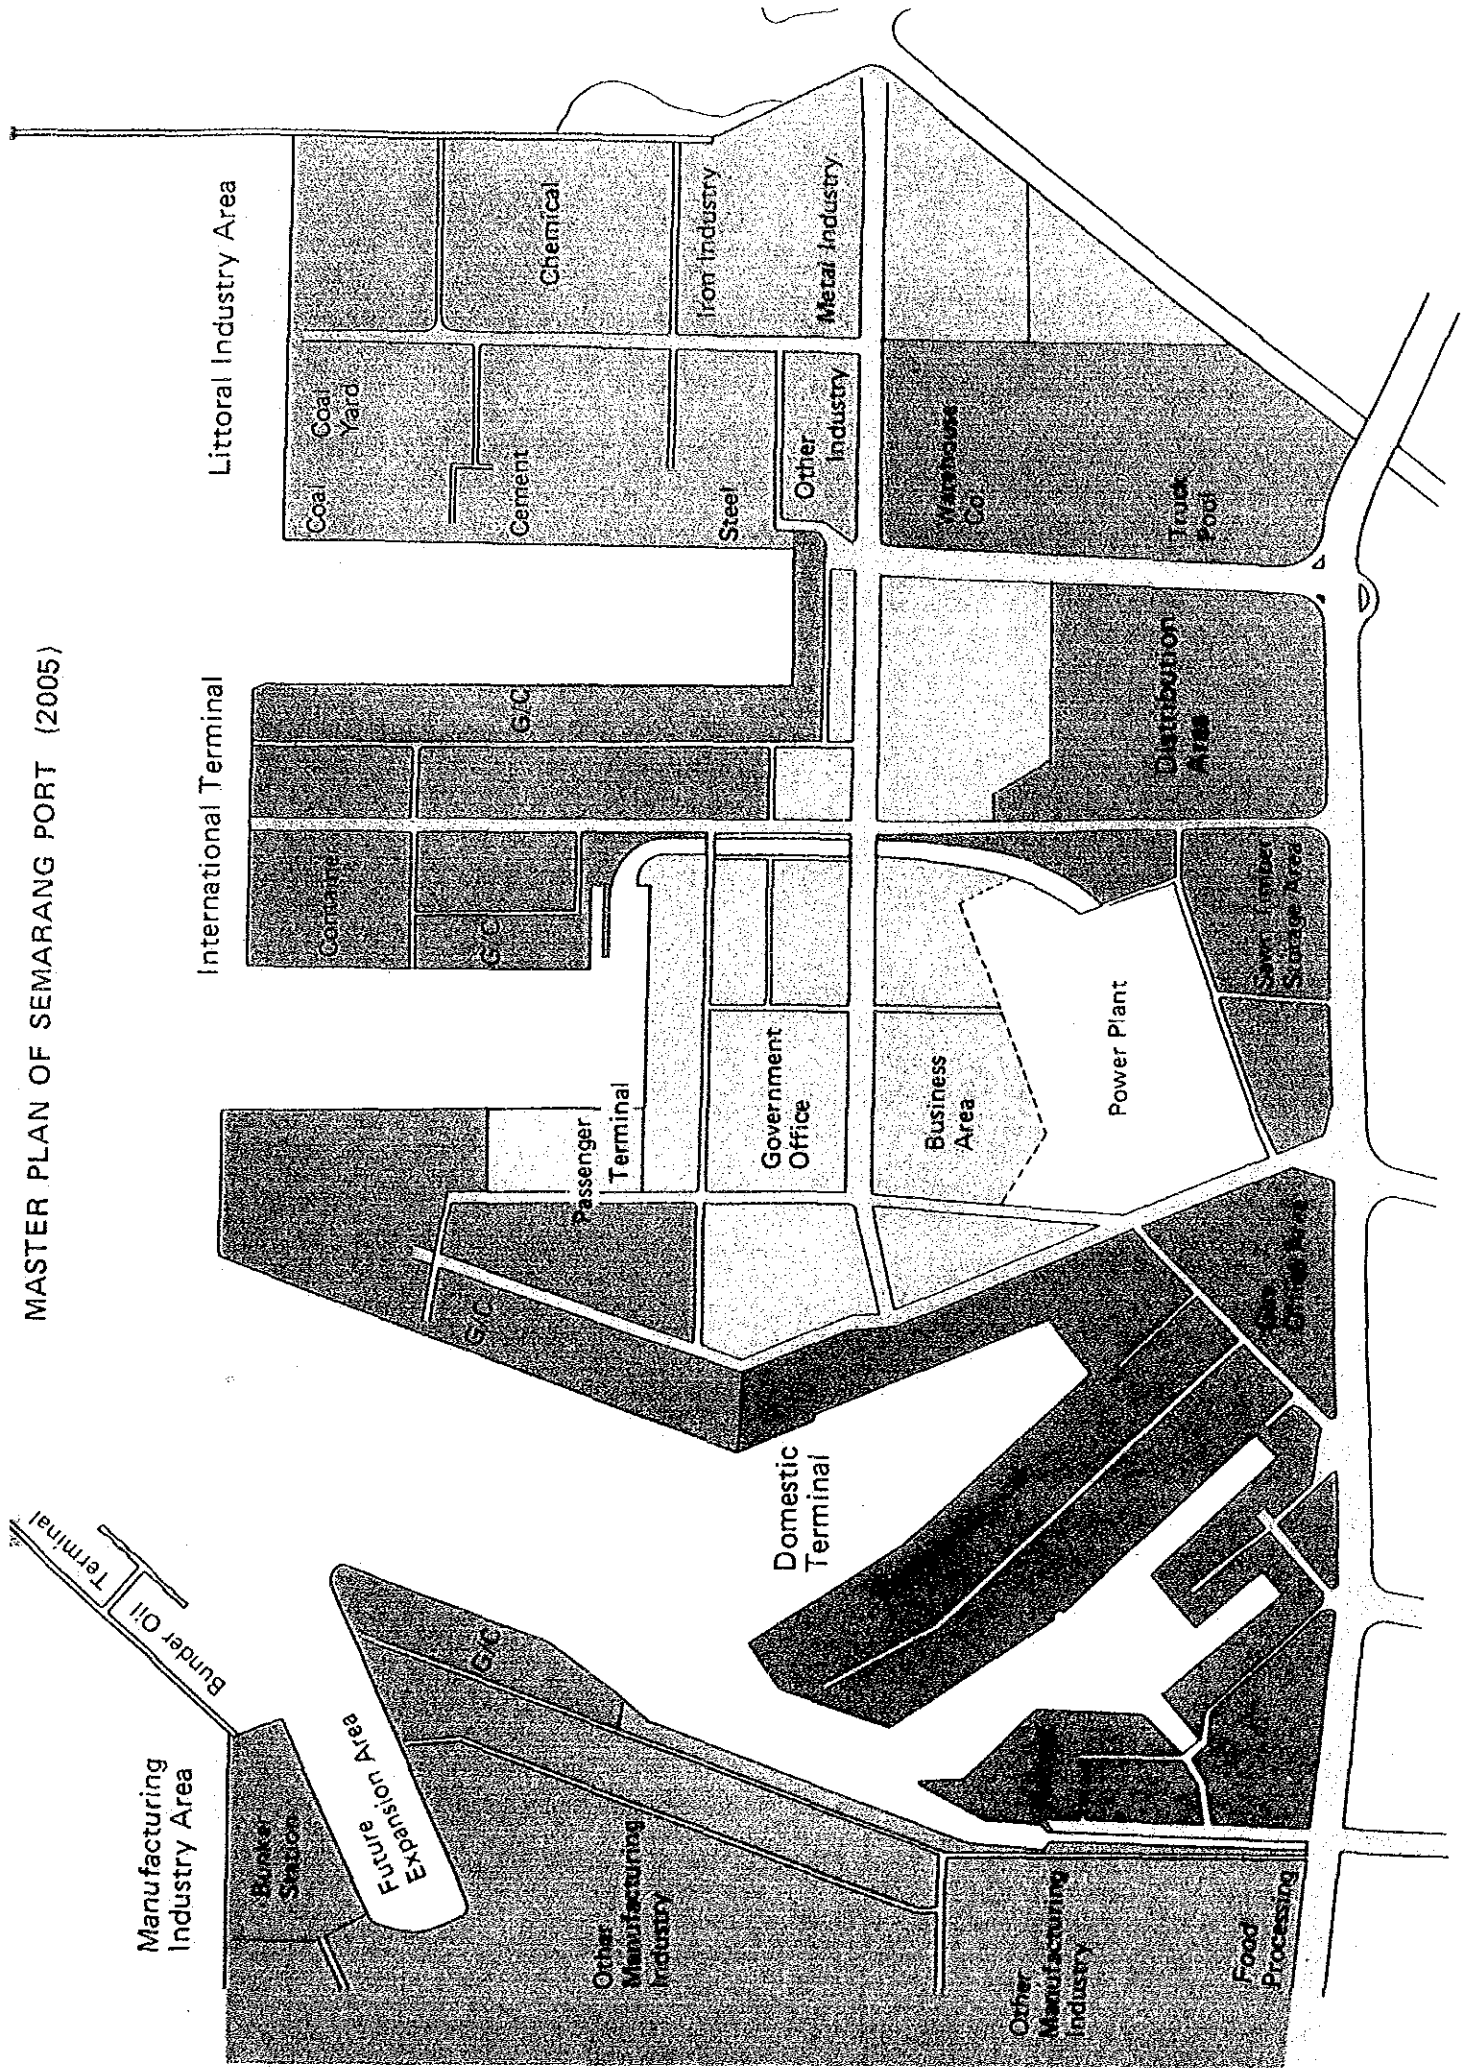 MASTER PLAN OF SEMARANG PORT (2005)
Manufacturing
Industry Area
International Terminal
Littoral Industry Area
Bunder Oil
Terminal
Bunker
Station
Future
Expansion Area
G/C
Other
Manufacturing
Industry
Other
Manufacturing
Industry
Food
Processing
Domestic
Terminal
G/C
Passenger
Terminal
Government
Office
Business
Area
Power Plant
Container
G/C
G/C
Sawn Timber
Storage Area
Distribution
Area
Coal
Coal
Yard
Cement
Chemical
Steel
Iron Industry
Other
Industry
Metal Industry
Warehouse
Co
Truck
Pool